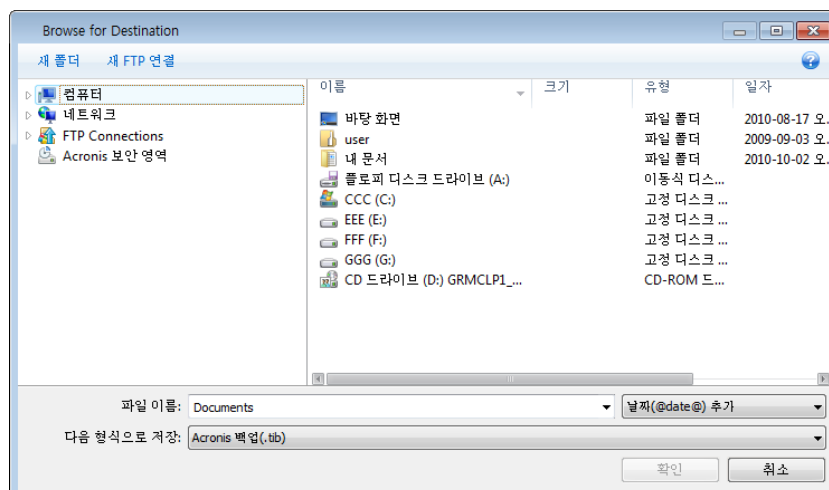 Browse for Destination
새 폴더 새 FTP 연결
컴퓨터
네트워크
FTP Connections
Acronis 보안 영역
이름 크기 유형 일자
바탕 화면 파일 폴더 2010-08-17 오.
user 파일 폴더 2009-09-03 오.
내 문서 파일 폴더 2010-10-02 오.
플로피 디스크 드라이브 (A:) 이동식 디스...
CCC (C:) 고정 디스크 ...
EEE (E:) 고정 디스크 ...
FFF (F:) 고정 디스크 ...
GGG (G:) 고정 디스크 ...
CD 드라이브 (D:) GRMCLP1_... CD-ROM 드...
파일 이름: Documents 날짜(@date@) 추가
다음 형식으로 저장: Acronis 백업(.tib)
확인 취소